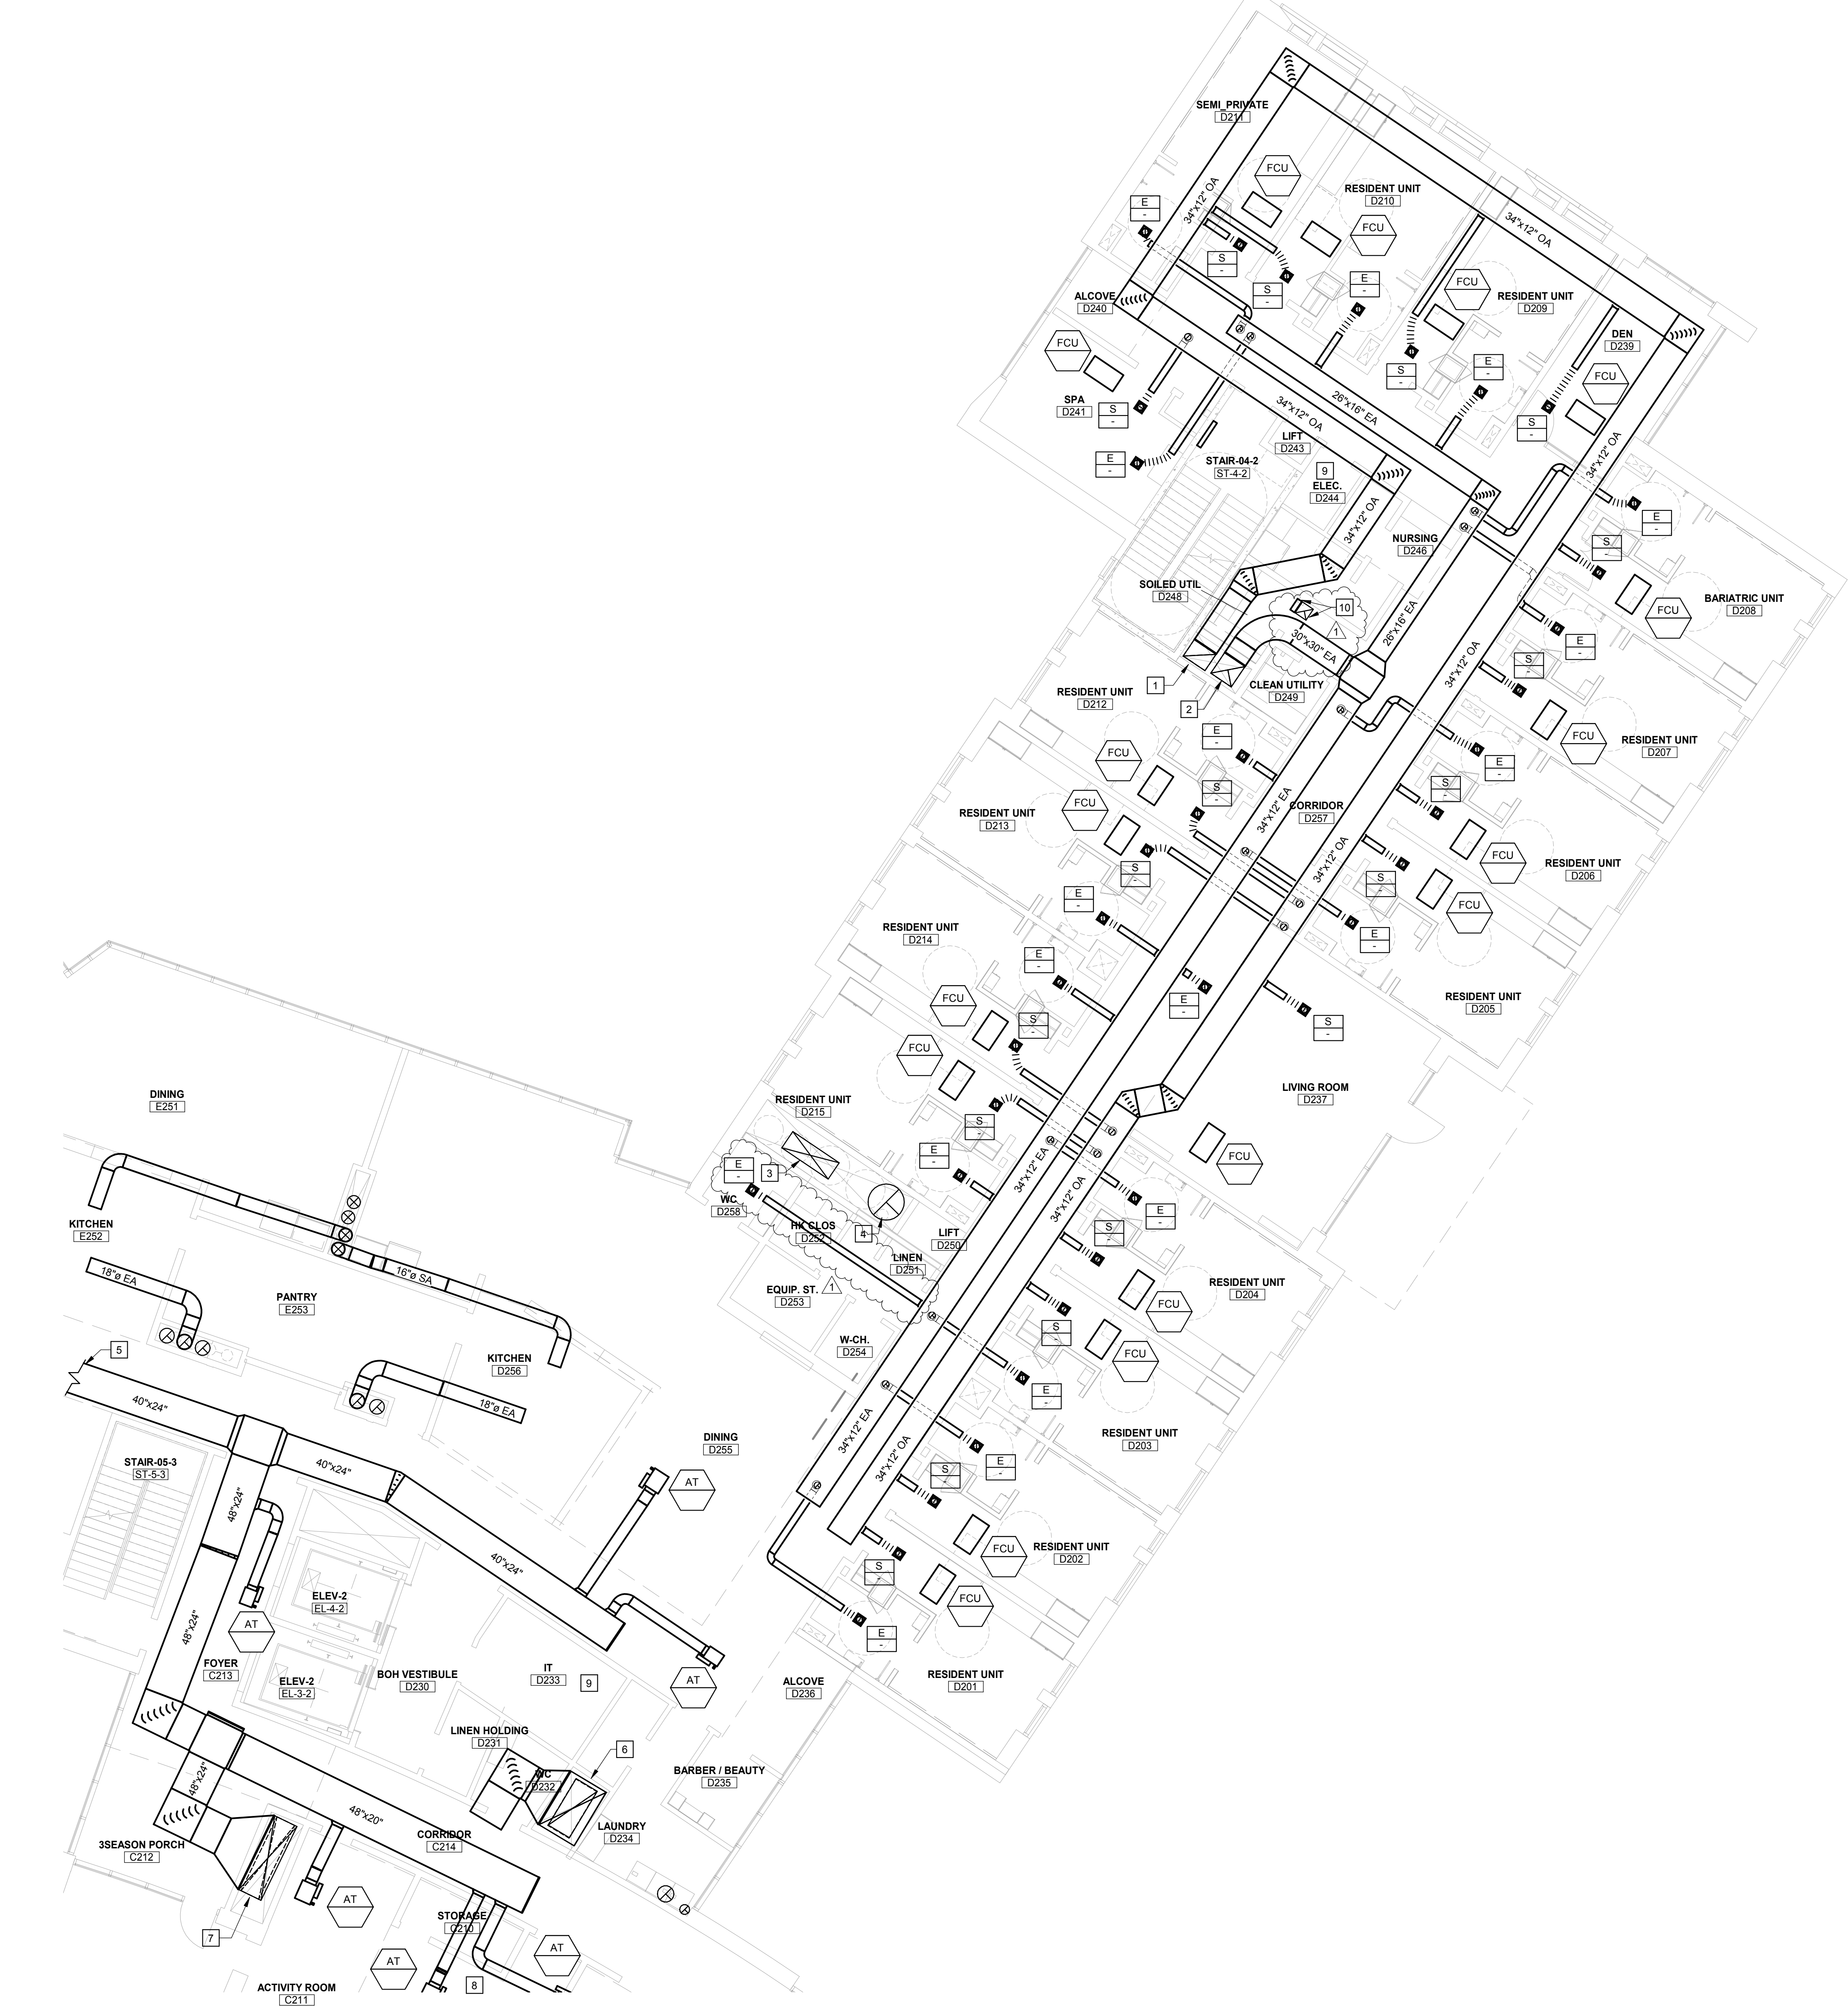 SEMI_PRIVATE
D211
FCU
RESIDENT UNIT
D210
FCU
34"x12" OA
E
-
S
-
S
-
E
-
34"x12" OA
FCU
RESIDENT UNIT
D209
ALCOVE
D240
DEN
D239
FCU
FCU
S
-
E
-
SPA
D241
S
-
S
-
34"x12" OA
26"x16" EA
LIFT
D243
34"x12" OA
E
-
STAIR-04-2
ST-4-2
9
ELEC.
D244
34"x12" OA
NURSING
D246
E
-
S
-
SOILED UTIL
D248
10
1
BARIATRIC UNIT
D208
FCU
26"x16" EA
30"x30" EA
E
-
34"x12" OA
S
-
1
2
CLEAN UTILITY
D249
RESIDENT UNIT
D212
E
-
FCU
RESIDENT UNIT
D207
FCU
E
-
S
-
S
-
FCU
34"x12" EA
CORRIDOR
D257
RESIDENT UNIT
D213
34"x12" OA
FCU
RESIDENT UNIT
D206
S
-
S
-
E
-
FCU
RESIDENT UNIT
D214
E
-
E
-
FCU
E
-
RESIDENT UNIT
D205
S
-
S
-
FCU
DINING
E251
RESIDENT UNIT
D215
LIVING ROOM
D237
S
-
E
-
3
E
-
34"x12" EA
FCU
WC
D258
34"x12" OA
E
-
KITCHEN
E252
HK CLOS
D252
4
LIFT
D250
S
-
LINEN
D251
18"ø EA
16"ø SA
PANTRY
E253
EQUIP. ST.
D253
1
RESIDENT UNIT
D204
FCU
S
-
5
KITCHEN
D256
W-CH.
D254
FCU
40"x24"
18"ø EA
E
-
DINING
D255
34"x12" EA
RESIDENT UNIT
D203
STAIR-05-3
ST-5-3
40"x24"
34"x12" OA
E
-
S
-
AT
48"x24"
40"x24"
RESIDENT UNIT
D202
FCU
S
-
ELEV-2
EL-4-2
FCU
AT
48"x24"
E
-
FOYER
C213
ELEV-2
EL-3-2
BOH VESTIBULE
D230
IT
D233
9
AT
ALCOVE
D236
RESIDENT UNIT
D201
LINEN HOLDING
D231
6
WC
D232
BARBER / BEAUTY
D235
48"x24"
48"x20"
CORRIDOR
C214
LAUNDRY
D234
3SEASON PORCH
C212
AT
7
STORAGE
C210
AT
AT
8
ACTIVITY ROOM
C211